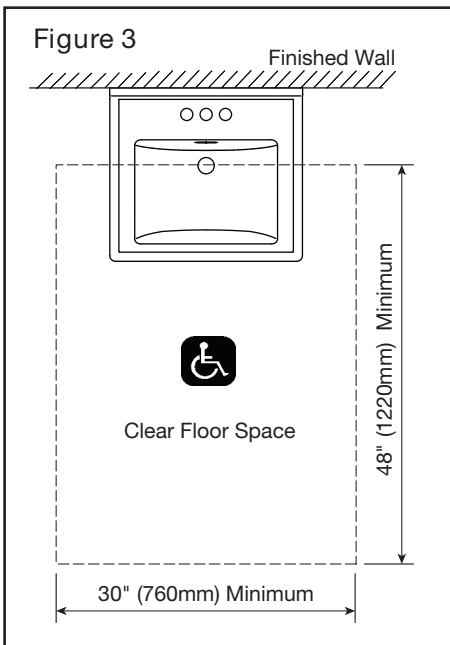 Figure 3
Finished Wall
48" (1220mm) Minimum
Clear Floor Space
30" (760mm) Minimum